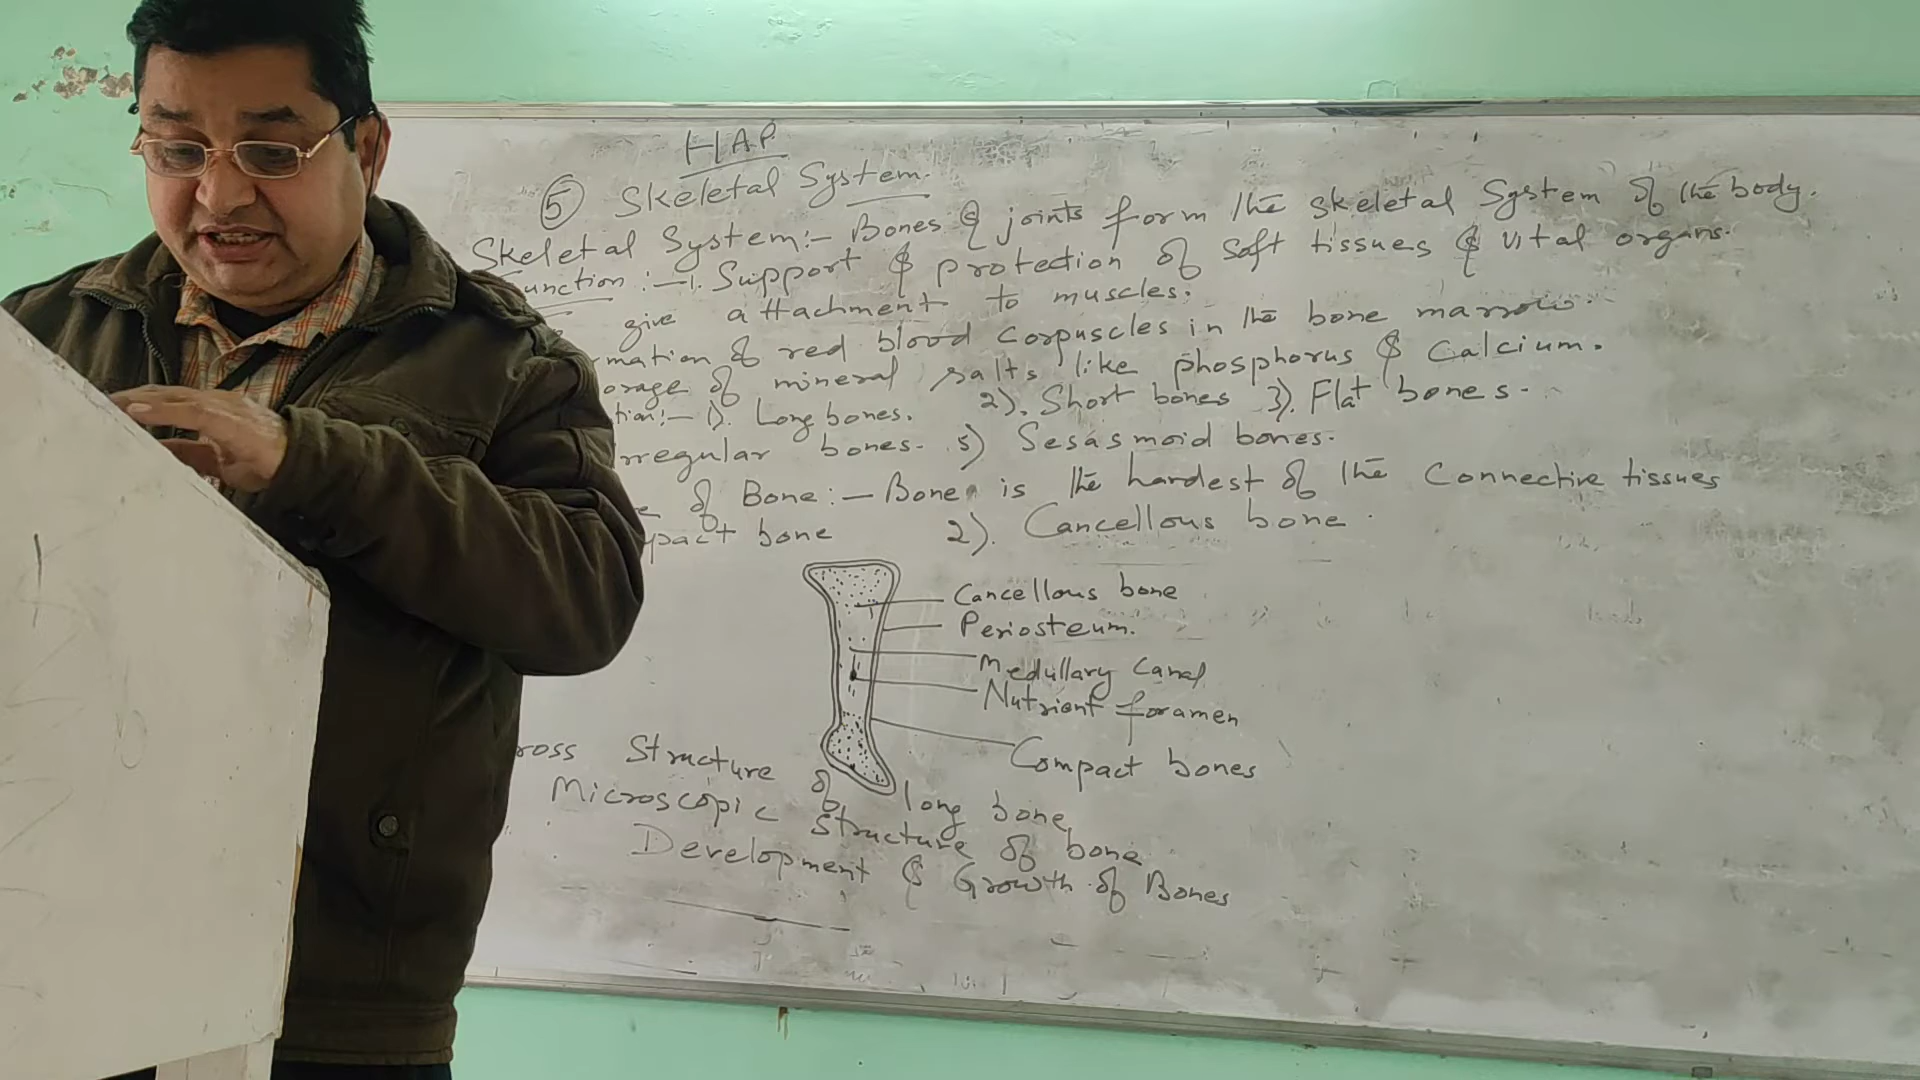 HAP
5 Skeletal System.
Skeletal System:- Bones & joints form the skeletal System of the body.
unction :-1. Support & protection of Soft tissues & vital organs.
give attachment to muscles.
rmation of red blood corpuscles in the bone marrow.
orage of mineral salts like phosphorus & Calcium.
tion:- 1). Long bones. 2). Short bones 3). Flat bones.
rregular bones. 5) Sesasmoid bones.
e of Bone:- Bone is the hardest of the Connective tissues
pact bone 2). Cancellous bone.
Cancellous bone
Periosteum.
Medullary Canal
Nutrient foramen
Compact bones
ross Structure of long bone
Microscopic Structure of bone
Development & Growth of Bones